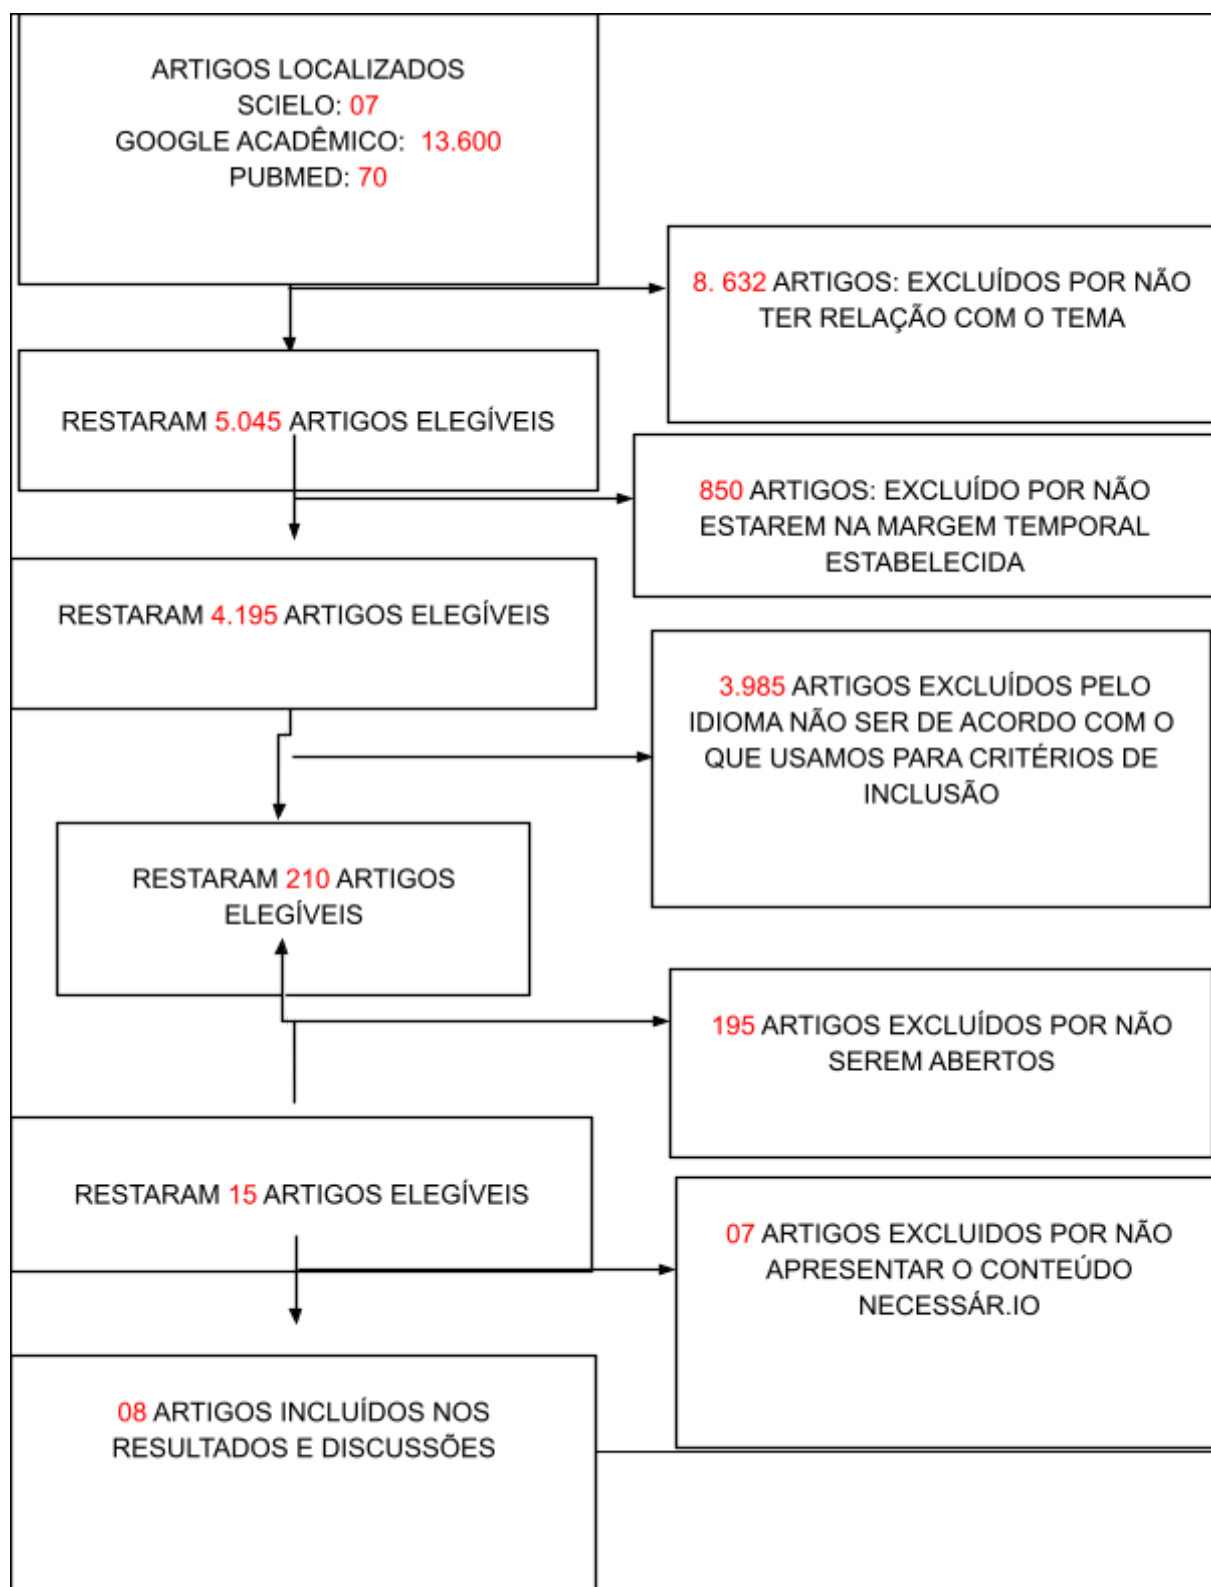 ARTIGOS LOCALIZADOS
SCIELO: 07
GOOGLE ACADÊMICO: 13.600
PUBMED: 70
8. 632 ARTIGOS: EXCLUÍDOS POR NÃO
TER RELAÇÃO COM O TEMA
RESTARAM 5.045 ARTIGOS ELEGÍVEIS
850 ARTIGOS: EXCLUÍDO POR NÃO
ESTAREM NA MARGEM TEMPORAL
ESTABELECIDA
RESTARAM 4.195 ARTIGOS ELEGÍVEIS
3.985 ARTIGOS EXCLUÍDOS PELO
IDIOMA NÃO SER DE ACORDO COM O
QUE USAMOS PARA CRITÉRIOS DE
INCLUSÃO
RESTARAM 210 ARTIGOS
ELEGÍVEIS
195 ARTIGOS EXCLUÍDOS POR NÃO
SEREM ABERTOS
RESTARAM 15 ARTIGOS ELEGÍVEIS
07 ARTIGOS EXCLUIDOS POR NÃO
APRESENTAR O CONTEÚDO
NECESSÁR.IO
08 ARTIGOS INCLUÍDOS NOS
RESULTADOS E DISCUSSÕES